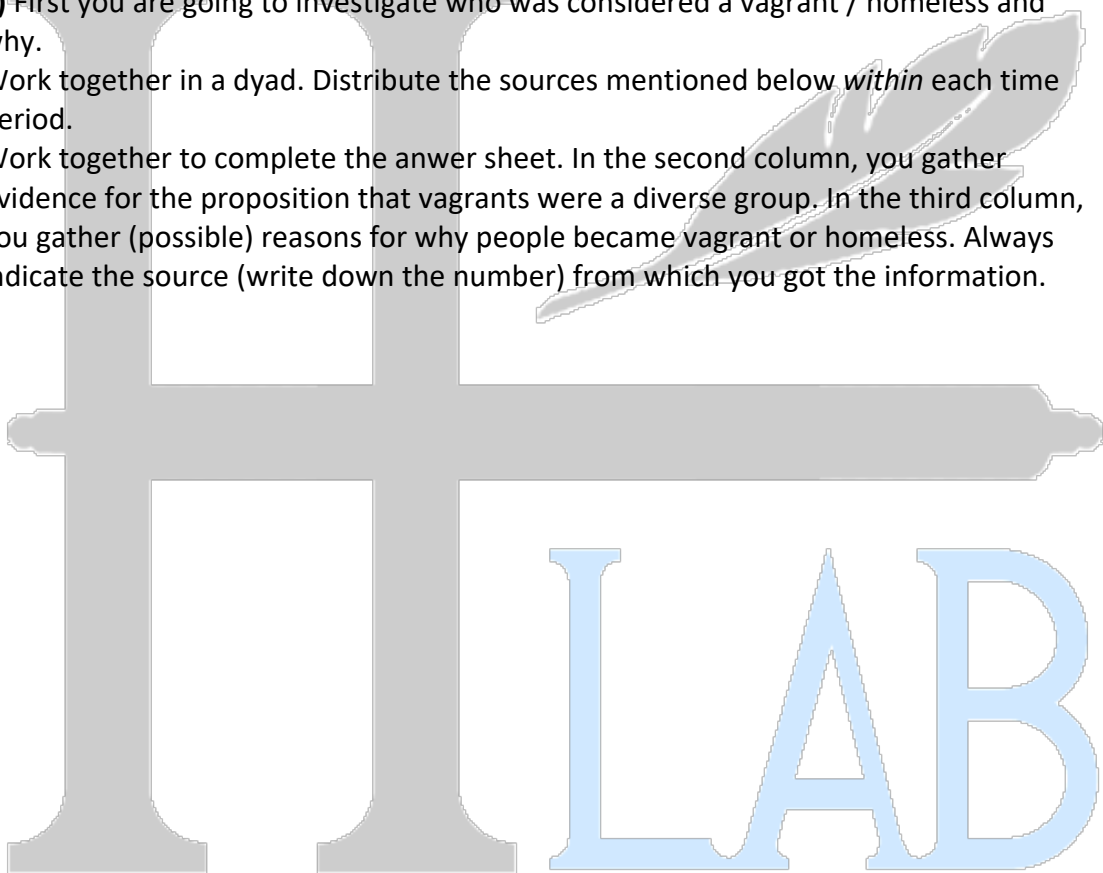 ) First you are going to investigate who was considered a vagrant / homeless and
hy.
ork together in a dyad. Distribute the sources mentioned below within each time
eriod.
ork together to complete the anwer sheet. In the second column, you gather
vidence for the proposition that vagrants were a diverse group. In the third column,
ou gather (possible) reasons for why people became vagrant or homeless. Always
ndicate the source (write down the number) from which you got the information.
H
LAB